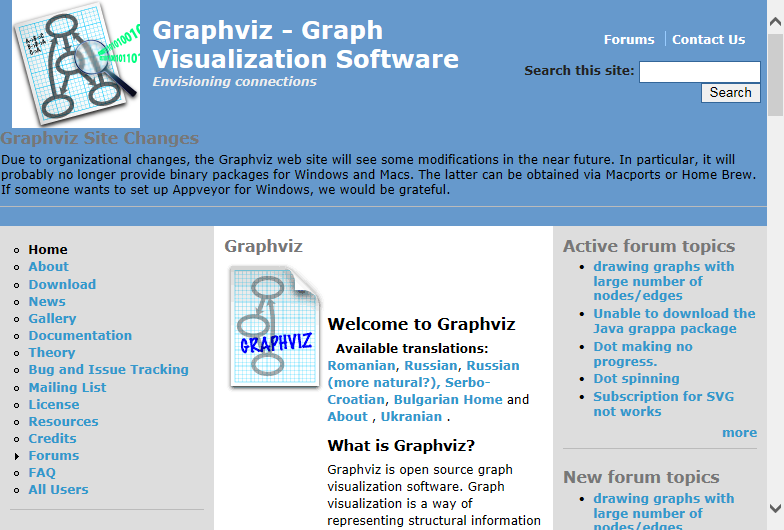 Graphviz - Graph
Visualization Software
Envisioning connections
Forums
Contact Us
Search this site:
Search
Graphviz Site Changes
Due to organizational changes, the Graphviz web site will see some modifications in the near future. In particular, it will
probably no longer provide binary packages for Windows and Macs. The latter can be obtained via Macports or Home Brew.
If someone wants to set up Appveyor for Windows, we would be grateful.
Home
About
Download
News
Gallery
Documentation
Theory
Bug and Issue Tracking
Mailing List
License
Resources
Credits
Forums
FAQ
All Users
Graphviz
GRAPHVIZ
Welcome to Graphviz
Available translations:
Romanian, Russian, Russian
(more natural?), Serbo-
Croatian, Bulgarian Home and
About , Ukranian .
What is Graphviz?
Graphviz is open source graph
visualization software. Graph
visualization is a way of
representing structural information
Active forum topics
drawing graphs with
large number of
nodes/edges
Unable to download the
Java grappa package
Dot making no
progress.
Dot spinning
Subscription for SVG
not works
more
New forum topics
drawing graphs with
large number of
nodes/edges